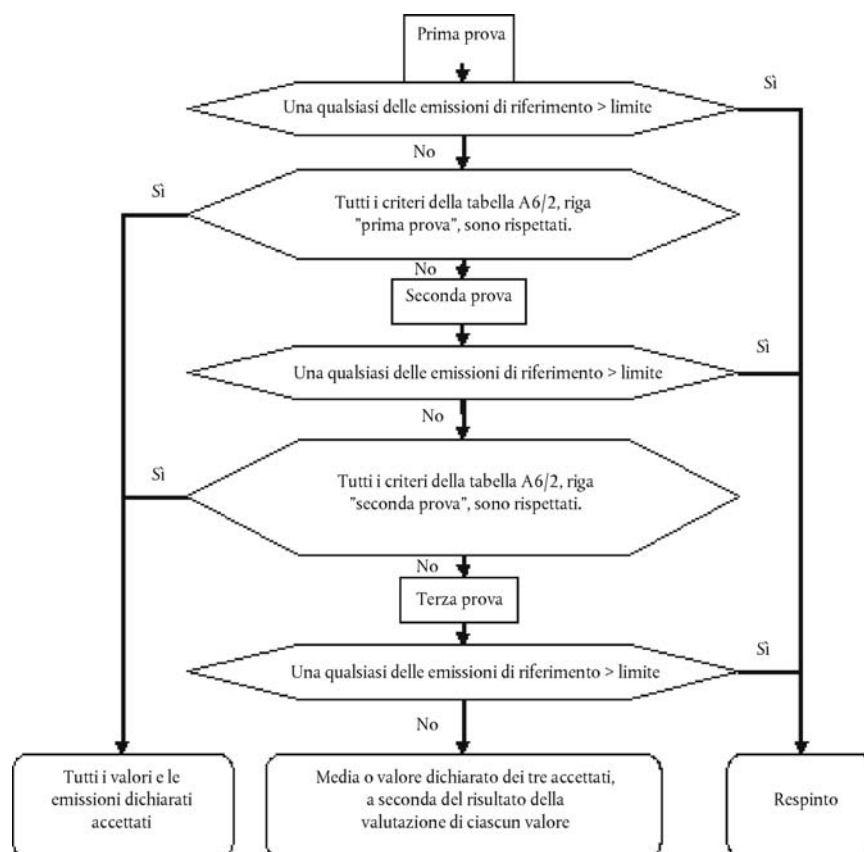 Prima prova
Sì
Una qualsiasi delle emissioni di riferimento > limite
No
Sì
Tutti i criteri della tabella A6/2, riga
"prima prova", sono rispettati.
No
Seconda prova
Sì
Una qualsiasi delle emissioni di riferimento > limite
No
Sì
Tutti i criteri della tabella A6/2, riga
"seconda prova", sono rispettati.
No
Terza prova
Sì
Una qualsiasi delle emissioni di riferimento > limite
No
Tutti i valori e le
emissioni dichiarati
accettati
Media o valore dichiarato dei tre accettati,
a seconda del risultato della
valutazione di ciascun valore
Respinto